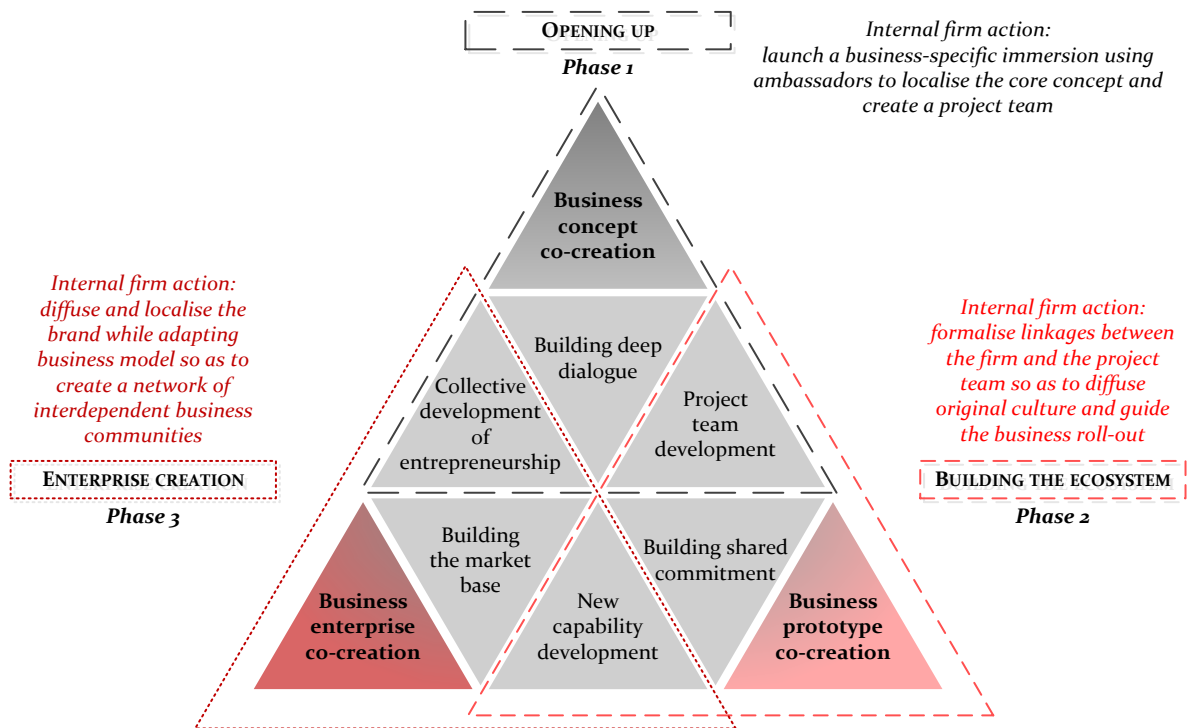 OPENING UP
Phase 1
Internal firm action:
launch a business-specific immersion using
ambassadors to localise the core concept and
create a project team
Business
concept
co-creation
Internal firm action:
diffuse and localise the
brand while adapting
business model so as to
create a network of
interdependent business
communities
ENTERPRISE CREATION
Phase 3
Internal firm action:
formalise linkages between
the firm and the project
team so as to diffuse
original culture and guide
the business roll-out
BUILDING THE ECOSYSTEM
Phase 2
Building deep
dialogue
Collective
development
of
entrepreneurship
Project
team
development
Building
the market
base
Building shared
commitment
Business
enterprise
co-creation
New
capability
development
Business
prototype
co-creation